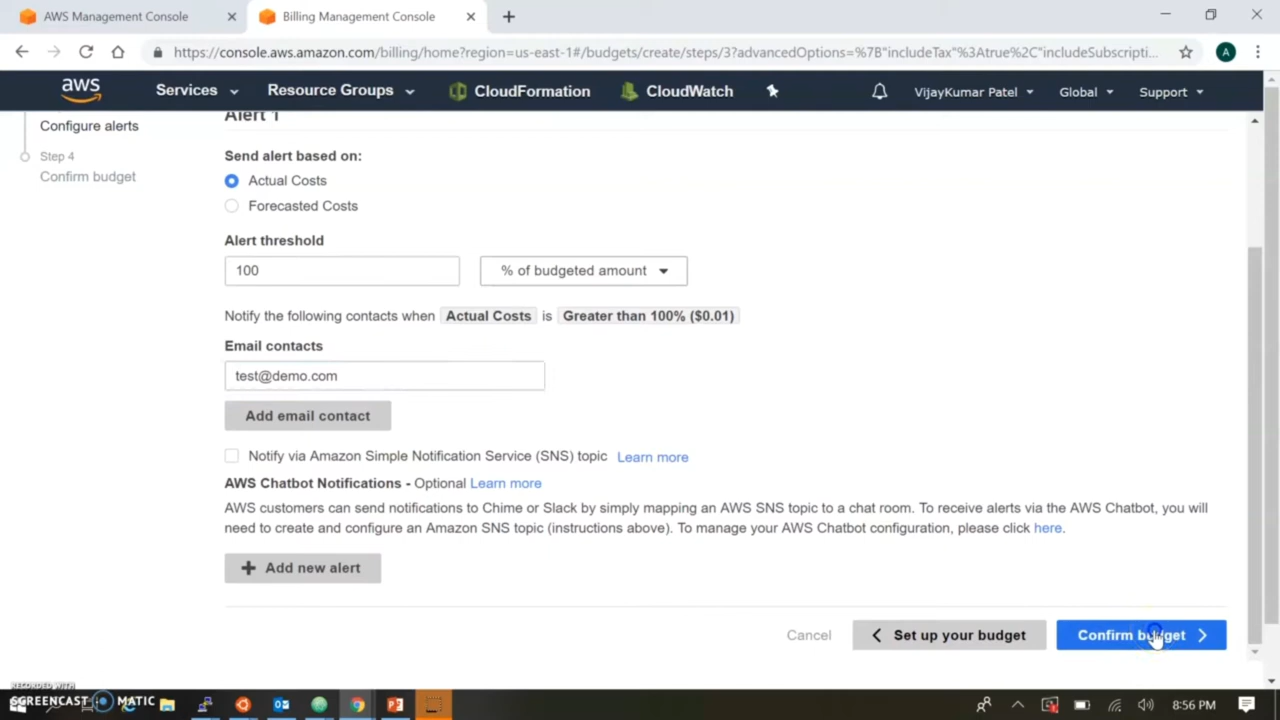 AWS Management Console
Billing Management Console
https://console.aws.amazon.com/billing/home?region=us-east-1#/budgets/create/steps/3?advancedOptions=%7B"includeTax"%3Atrue%2C"includeSubscripti...
A
aws
Services
Resource Groups
CloudFormation
CloudWatch
VijayKumar Patel
Global
Support
Configure alerts
Step 4
Confirm budget
Alert 1
Send alert based on:
Actual Costs
Forecasted Costs
Alert threshold
100
% of budgeted amount
Notify the following contacts when Actual Costs is Greater than 100% ($0.01)
Email contacts
test@demo.com
Add email contact
Notify via Amazon Simple Notification Service (SNS) topic Learn more
AWS Chatbot Notifications - Optional Learn more
AWS customers can send notifications to Chime or Slack by simply mapping an AWS SNS topic to a chat room. To receive alerts via the AWS Chatbot, you will
need to create and configure an Amazon SNS topic (instructions above). To manage your AWS Chatbot configuration, please click here.
Add new alert
Cancel
Set up your budget
Confirm budget
RECORDED WITH
SCREENCAST MATIC
8:56 PM